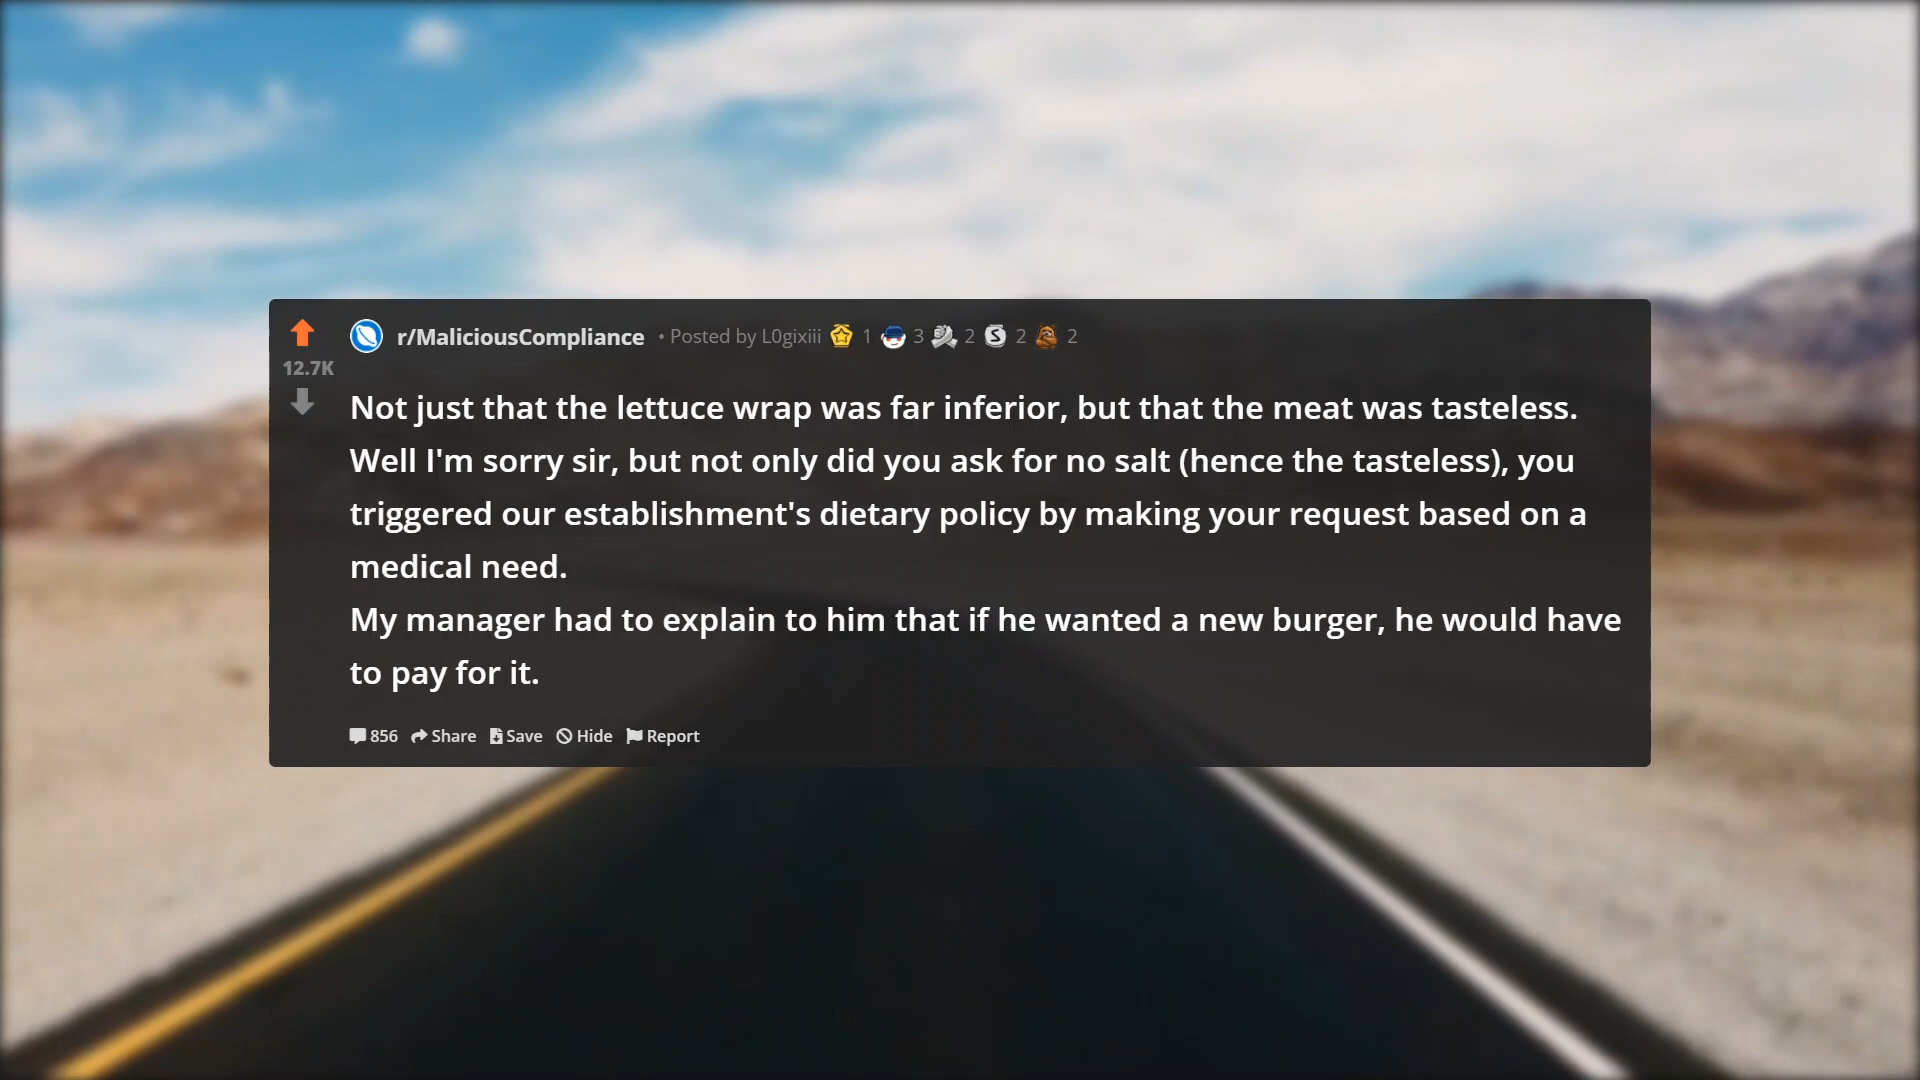 r/MaliciousCompliance • Posted by L0gixiii 1 3 2 2 2
12.7K
Not just that the lettuce wrap was far inferior, but that the meat was tasteless.
Well I'm sorry sir, but not only did you ask for no salt (hence the tasteless), you
triggered our establishment's dietary policy by making your request based on a
medical need.
My manager had to explain to him that if he wanted a new burger, he would have
to pay for it.
856 Share Save Hide Report